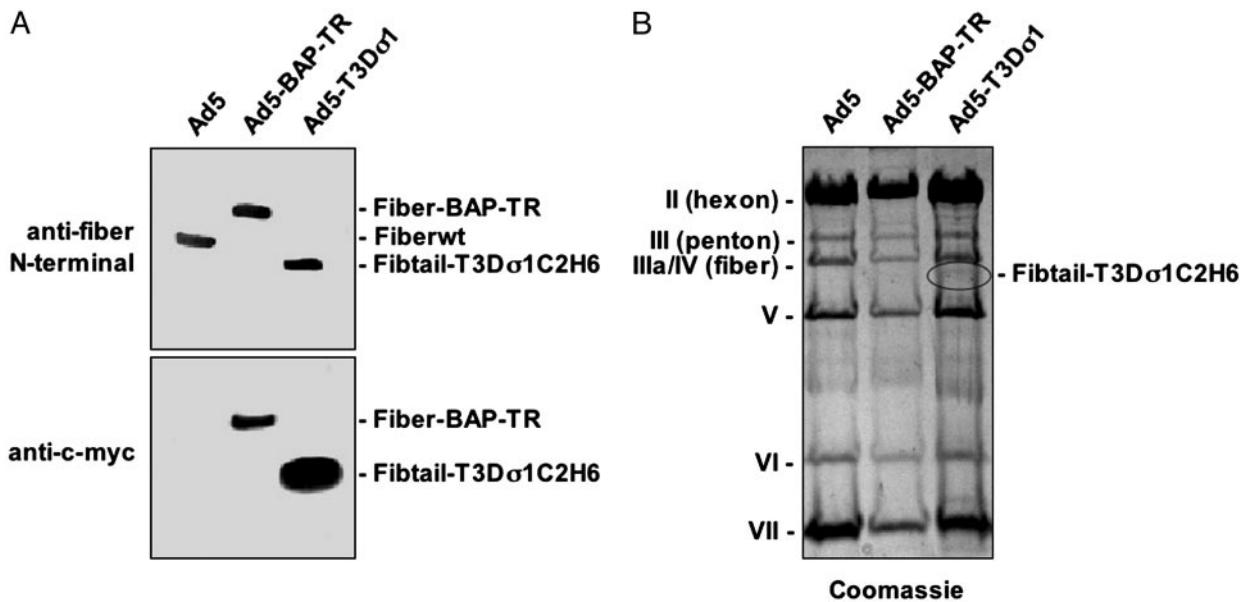 A
Ad5
Ad5-BAP-TR
Ad5-T3Dσ1
anti-fiber
N-terminal
- Fiber-BAP-TR
- Fiberwt
- Fibtail-T3Dσ1C2H6
anti-c-myc
- Fiber-BAP-TR
- Fibtail-T3Dσ1C2H6
B
Ad5
Ad5-BAP-TR
Ad5-T3Dσ1
II (hexon) -
III (penton) -
IIIa/IV (fiber) -
- Fibtail-T3Dσ1C2H6
V -
VI -
VII -
Coomassie